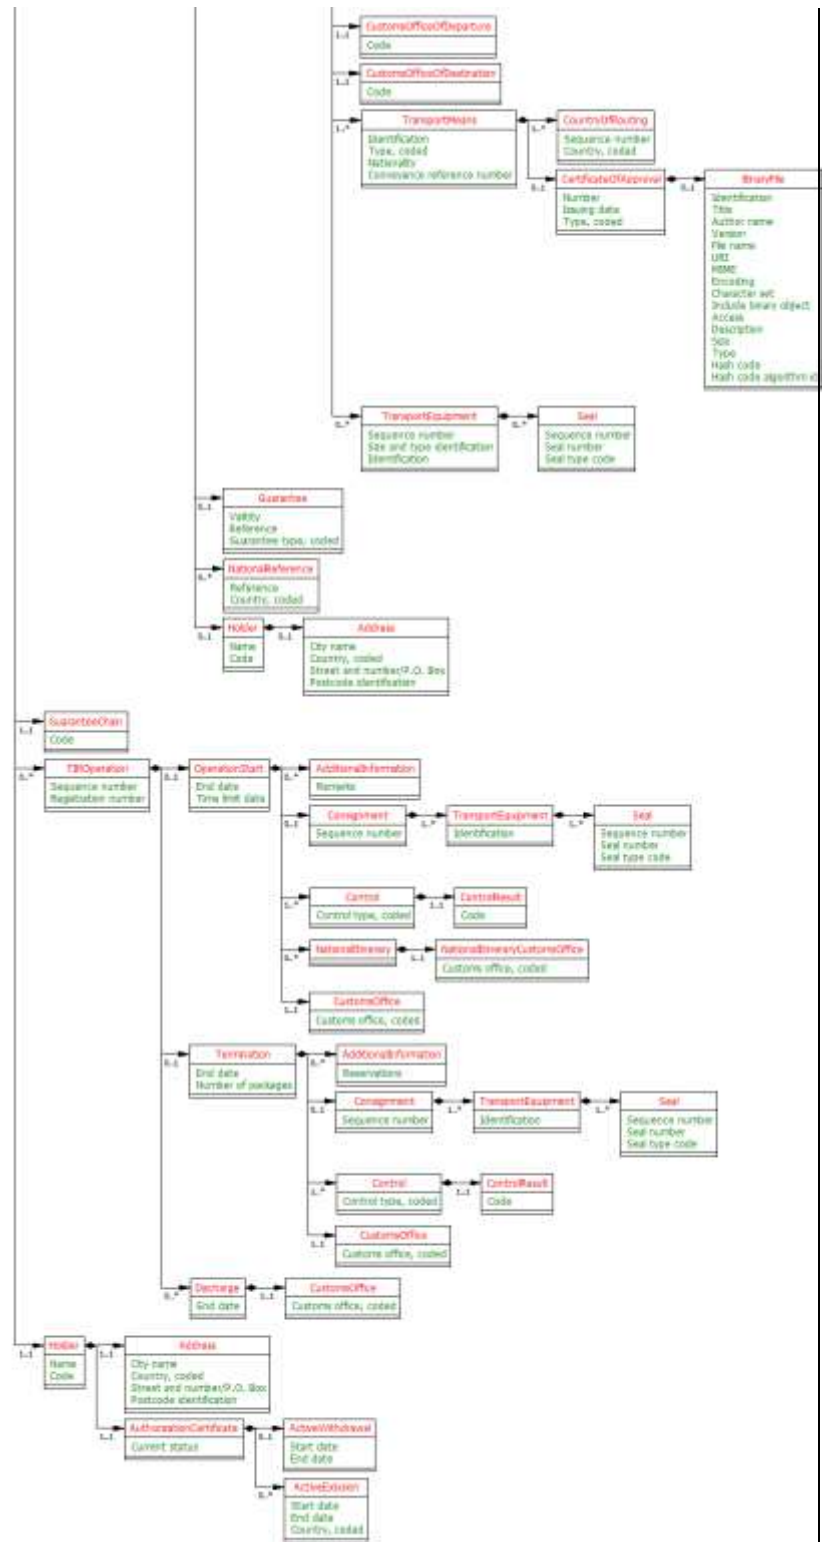 CustomsOfficeOfDeparture
1..1
Code
CustomsOfficeOfDestination
1..1
Code
TransportMeans
CountryOfRouting
1..*
1..*
Identification
Type, coded
Nationality
Conveyance reference number
Sequence number
Country, coded
CertificateOfApproval
BinaryFile
0..1
0..1
Number
Issuing date
Type, coded
Identification
Title
Author name
Version
File name
URI
MIME
Encoding
Character set
Include binary object
Access
Description
Size
Type
Hash code
Hash code algorithm id
TransportEquipment
Seal
0..*
0..*
Sequence number
Size and type identification
Identification
Sequence number
Seal number
Seal type code
Guarantee
0..1
Reference
Guarantee type, coded
NationalReference
0..*
Reference
Country, coded
Holder
Address
0..1
0..1
Name
Code
City name
Country, coded
Street and number/P.O. Box
Postcode identification
GuaranteeChain
1..1
Code
TIROperation
OperationStart
AdditionalInformation
0..*
0..1
0..*
Sequence number
Registration number
End date
Time limit date
Remarks
Consignment
TransportEquipment
Seal
0..1
1..*
1..*
Sequence number
Identification
Sequence number
Seal number
Seal type code
Control
ControlResult
1..*
1..1
Control type, coded
Code
NationalItinerary
NationalItineraryCustomsOffice
0..*
1..1
Customs office, coded
CustomsOffice
1..1
Customs office, coded
Termination
AdditionalInformation
0..1
0..*
End date
Number of packages
Reservations
Consignment
TransportEquipment
Seal
0..1
1..*
1..*
Sequence number
Identification
Sequence number
Seal number
Seal type code
Control
ControlResult
1..*
1..1
Control type, coded
Code
CustomsOffice
1..1
Customs office, coded
CustomsOffice
0..*
1..1
End date
Customs office, coded
Holder
Address
1..1
1..1
Name
Code
City name
Country, coded
Street and number/P.O. Box
Postcode identification
AuthorizationCertificate
ActiveWithdrawal
1..1
0..1
Current status
Start date
End date
0..*
Start date
End date
Country, coded